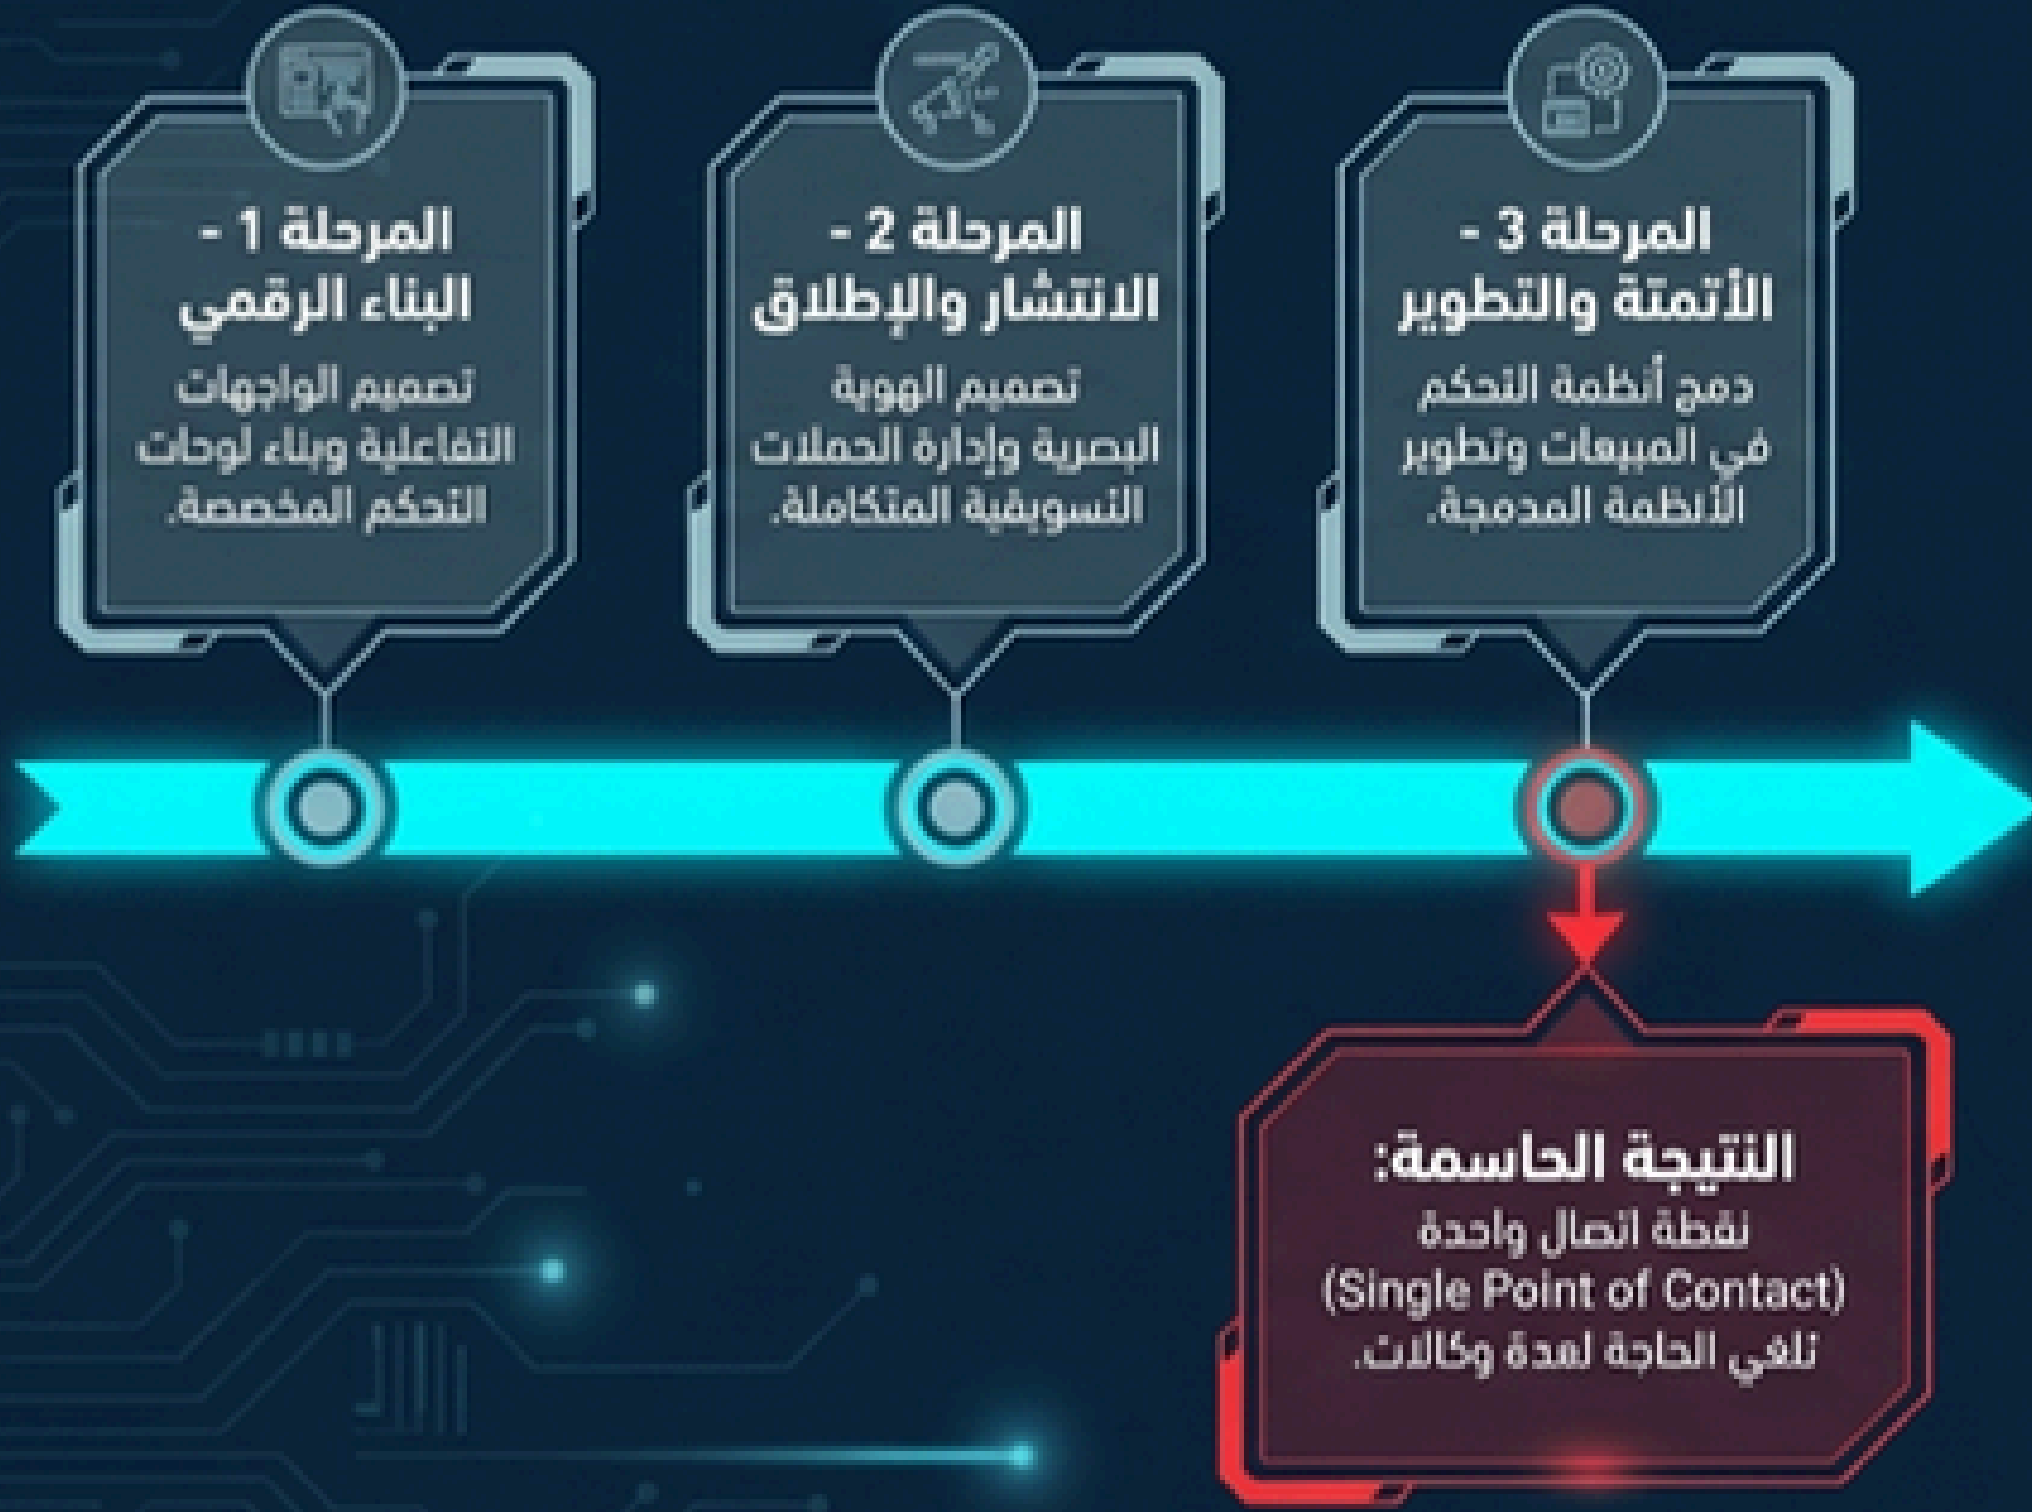 المرحلة 1 -
البناء الرقمي
تصميم الواجهات
التفاعلية وبناء لوحات
التحكم المخصصة.
المرحلة 2 -
الانتشار والإطلاق
تصميم الهوية
البصرية وإدارة الحملات
التسويقية المتكاملة.
المرحلة 3 -
الأتمتة والتطوير
دمج أنظمة التحكم
في المبيعات وتطوير
الأنظمة المدمجة.
النتيجة الحاسمة:
نقطة اتصال واحدة
(Single Point of Contact)
تلغي الحاجة لعدة وكالات.